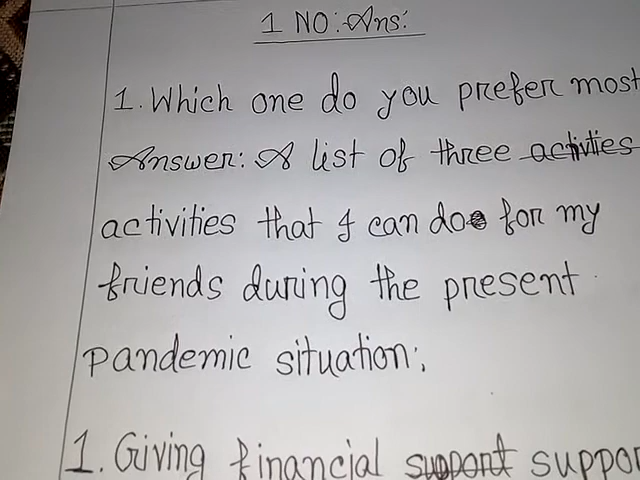 1 NO: Ans:
1. Which one do you prefer most
Answer: A list of three activties
activities that I can do for my
friends during the present
pandemic situation:
1. Giving financial support suppor